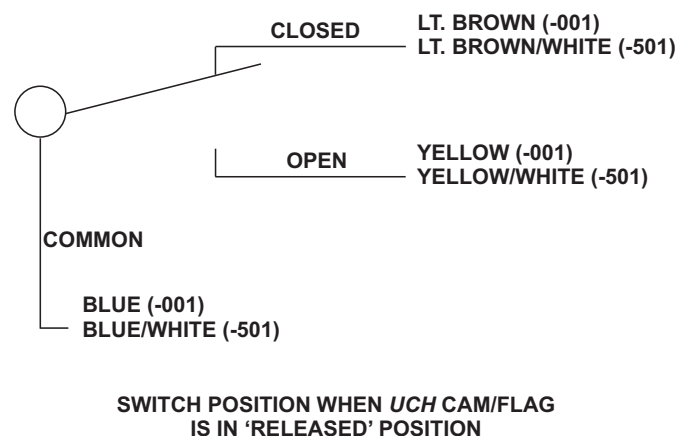 CLOSED
LT. BROWN (-001)
LT. BROWN/WHITE (-501)
OPEN
YELLOW (-001)
YELLOW/WHITE (-501)
COMMON
BLUE (-001)
BLUE/WHITE (-501)
SWITCH POSITION WHEN UCH CAM/FLAG
IS IN ‘RELEASED’ POSITION